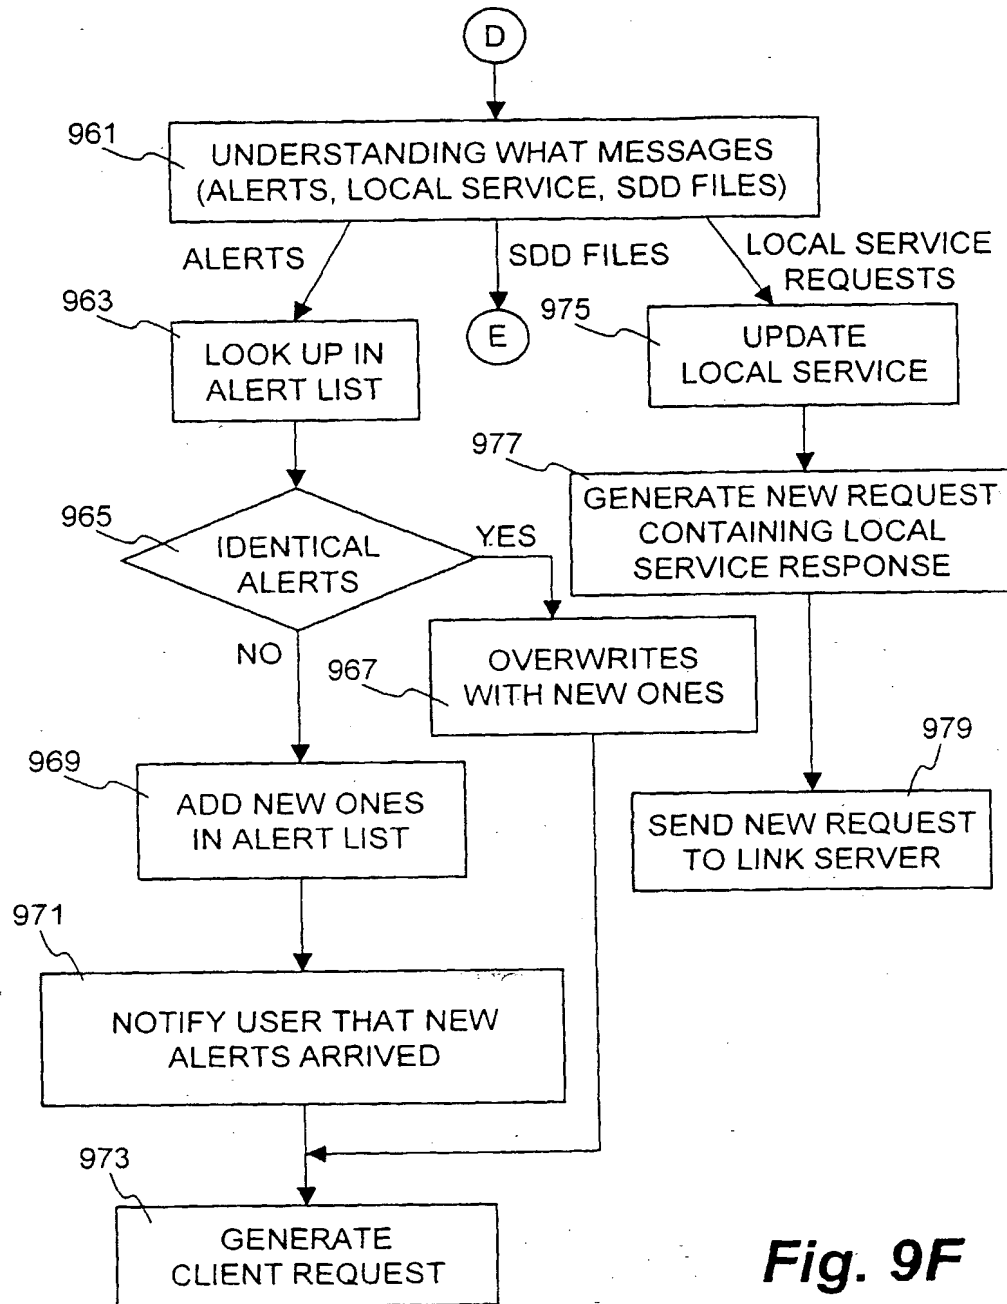 D
961
UNDERSTANDING WHAT MESSAGES
(ALERTS, LOCAL SERVICE, SDD FILES)
ALERTS
SDD FILES
LOCAL SERVICE
REQUESTS
963
LOOK UP IN
ALERT LIST
E
975
UPDATE
LOCAL SERVICE
977
GENERATE NEW REQUEST
CONTAINING LOCAL
SERVICE RESPONSE
965
IDENTICAL
ALERTS
YES
NO
967
OVERWRITES
WITH NEW ONES
979
SEND NEW REQUEST
TO LINK SERVER
969
ADD NEW ONES
IN ALERT LIST
971
NOTIFY USER THAT NEW
ALERTS ARRIVED
973
GENERATE
CLIENT REQUEST
Fig. 9F